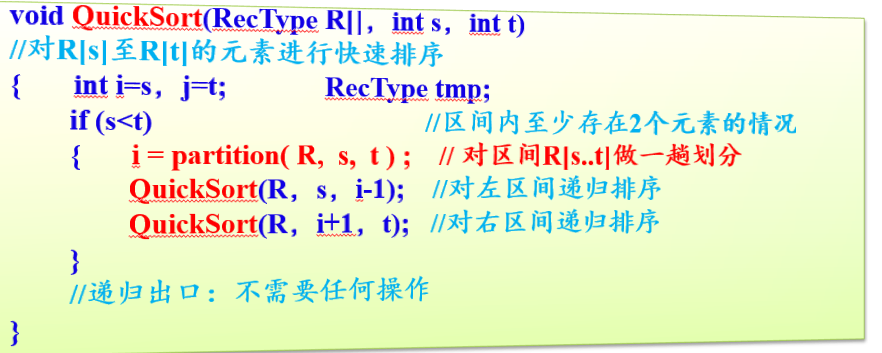 void QuickSort(RecType R[], int s, int t)
//对R[s]至R[t]的元素进行快速排序
{ int i=s, j=t; RecType tmp;
if (s<t) //区间内至少存在2个元素的情况
{ i = partition( R, s, t ) ; // 对区间R[s..t]做一趟划分
QuickSort(R, s, i-1); //对左区间递归排序
QuickSort(R, i+1, t); //对右区间递归排序
}
//递归出口：不需要任何操作
}